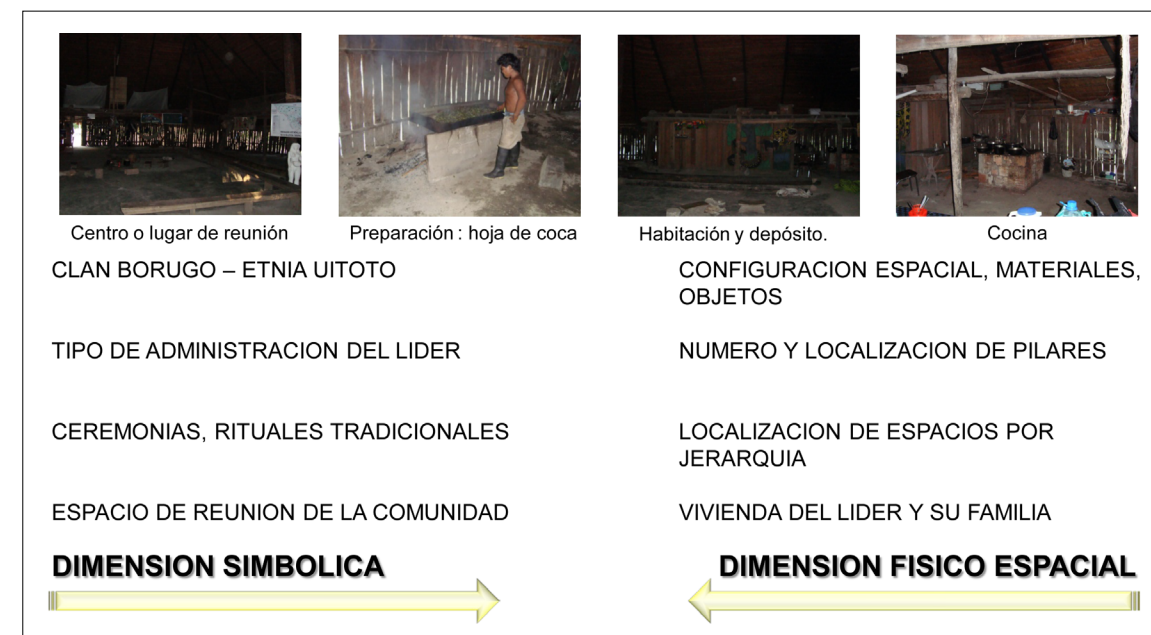 Centro o lugar de reunión
Preparación : hoja de coca
Habitación y depósito.
Cocina
CLAN BORUGO – ETNIA UITOTO
TIPO DE ADMINISTRACION DEL LIDER
CEREMONIAS, RITUALES TRADICIONALES
ESPACIO DE REUNION DE LA COMUNIDAD
DIMENSION SIMBOLICA
CONFIGURACION ESPACIAL, MATERIALES,
OBJETOS
NUMERO Y LOCALIZACION DE PILARES
LOCALIZACION DE ESPACIOS POR
JERARQUIA
VIVIENDA DEL LIDER Y SU FAMILIA
DIMENSION FISICO ESPACIAL